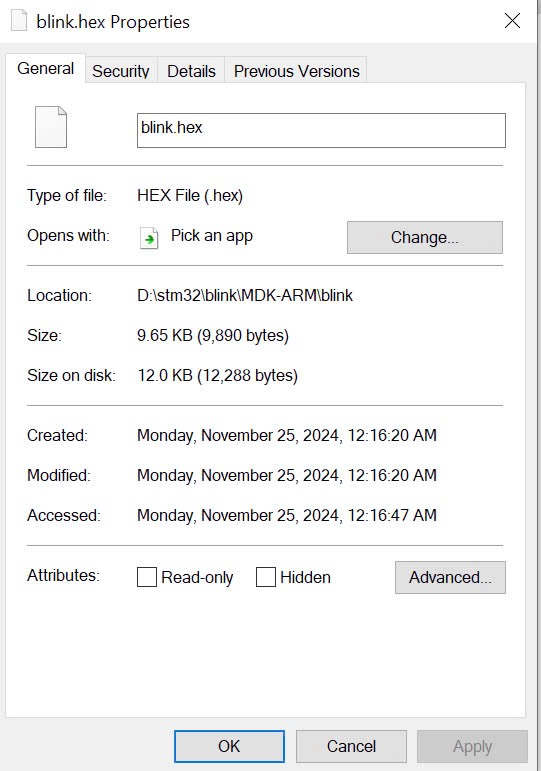 blink.hex Properties
General Security Details Previous Versions
blink.hex
Type of file: HEX File (.hex)
Opens with: Pick an app Change...
Location: D:\stm32\blink\MDK-ARM\blink
Size: 9.65 KB (9,890 bytes)
Size on disk: 12.0 KB (12,288 bytes)
Created: Monday, November 25, 2024, 12:16:20 AM
Modified: Monday, November 25, 2024, 12:16:20 AM
Accessed: Monday, November 25, 2024, 12:16:47 AM
Attributes: Read-only Hidden Advanced...
OK Cancel Apply